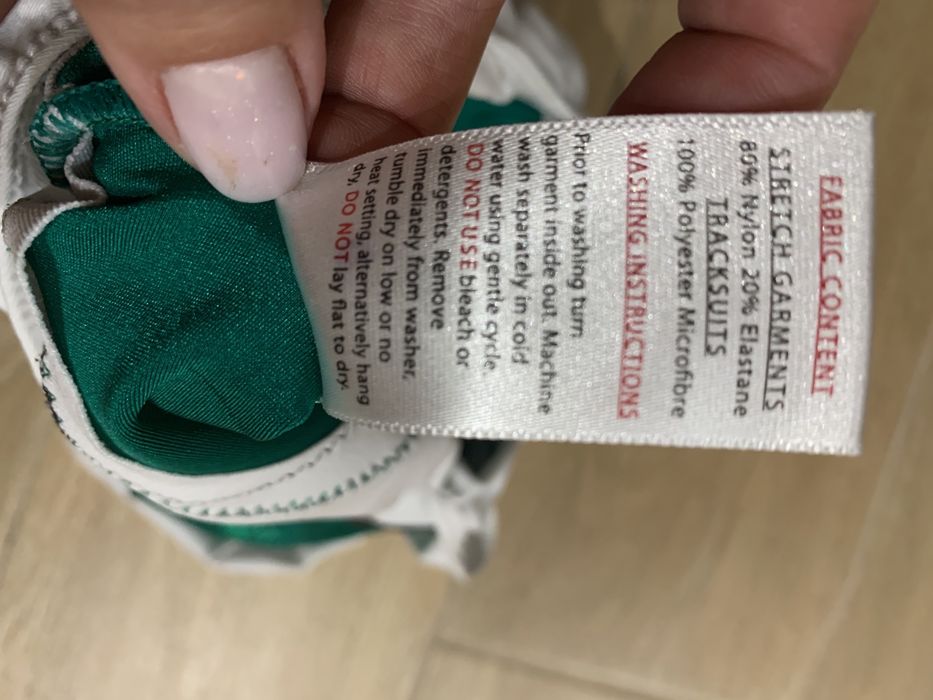 FABRIC CONTENT
STRETCH GARMENTS
80% Nylon 20% Elastane
TRACKSUITS
100% Polyester Microfibre
WASHING INSTRUCTIONS
Prior to washing turn
garment inside out. Machine
wash separately in cold
water using gentle cycle
DO NOT USE bleach or
detergents. Remove
immediately from washer,
tumble dry on low or no
heat setting, alternatively hang
dry, DO NOT lay flat to dry.